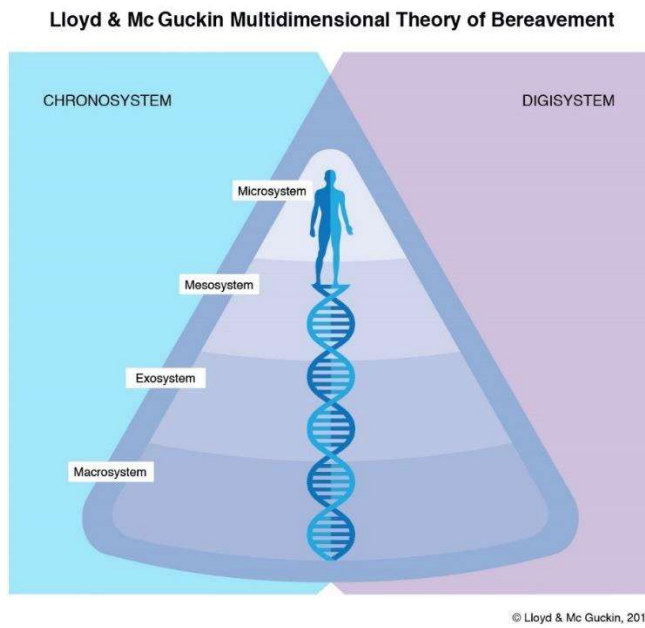 Lloyd & Mc Guckin Multidimensional Theory of Bereavement
CHRONOSYSTEM
DIGISYSTEM
Microsystem
Mesosystem
Exosystem
Macrosystem
© Lloyd & Mc Guckin, 201